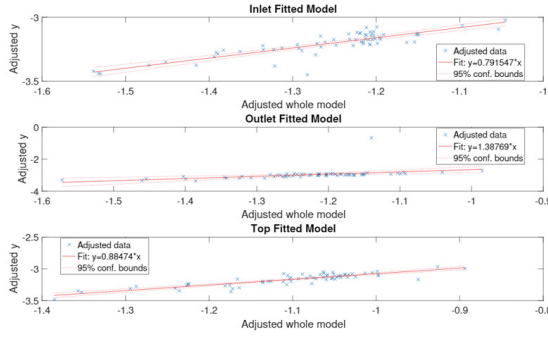 Inlet Fitted Model
-3
-3.5
Adjusted y
Adjusted data
Fit: y=0.791547*x
95% conf. bounds
-1.6
-1.5
-1.4
-1.3
-1.2
-1.1
-1
Adjusted whole model
Outlet Fitted Model
0
-2
-4
Adjusted y
Adjusted data
Fit: y=1.38769*x
95% conf. bounds
-1.6
-1.5
-1.4
-1.3
-1.2
-1.1
-1
-0.9
Adjusted whole model
Top Fitted Model
-2.5
-3
-3.5
Adjusted y
Adjusted data
Fit: y=0.88474*x
95% conf. bounds
-1.4
-1.3
-1.2
-1.1
-1
-0.9
-0.8
Adjusted whole model